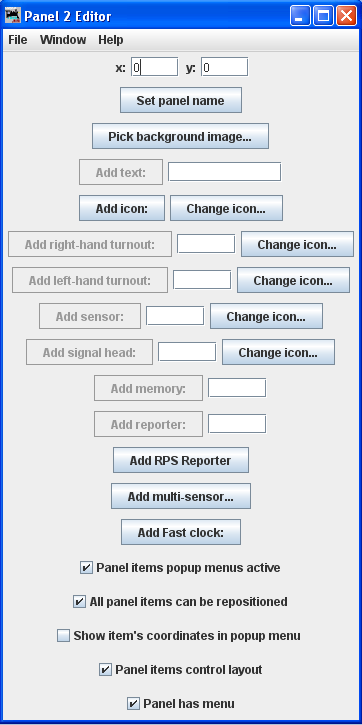 Panel 2 Editor
File Window Help
x: 0 y: 0
Set panel name
Pick background image...
Add text:
Add icon: Change icon...
Add right-hand turnout: Change icon...
Add left-hand turnout: Change icon...
Add sensor: Change icon...
Add signal head: Change icon...
Add memory:
Add reporter:
Add RPS Reporter
Add multi-sensor...
Add Fast clock:
Panel items popup menus active
All panel items can be repositioned
Show item's coordinates in popup menu
Panel items control layout
Panel has menu